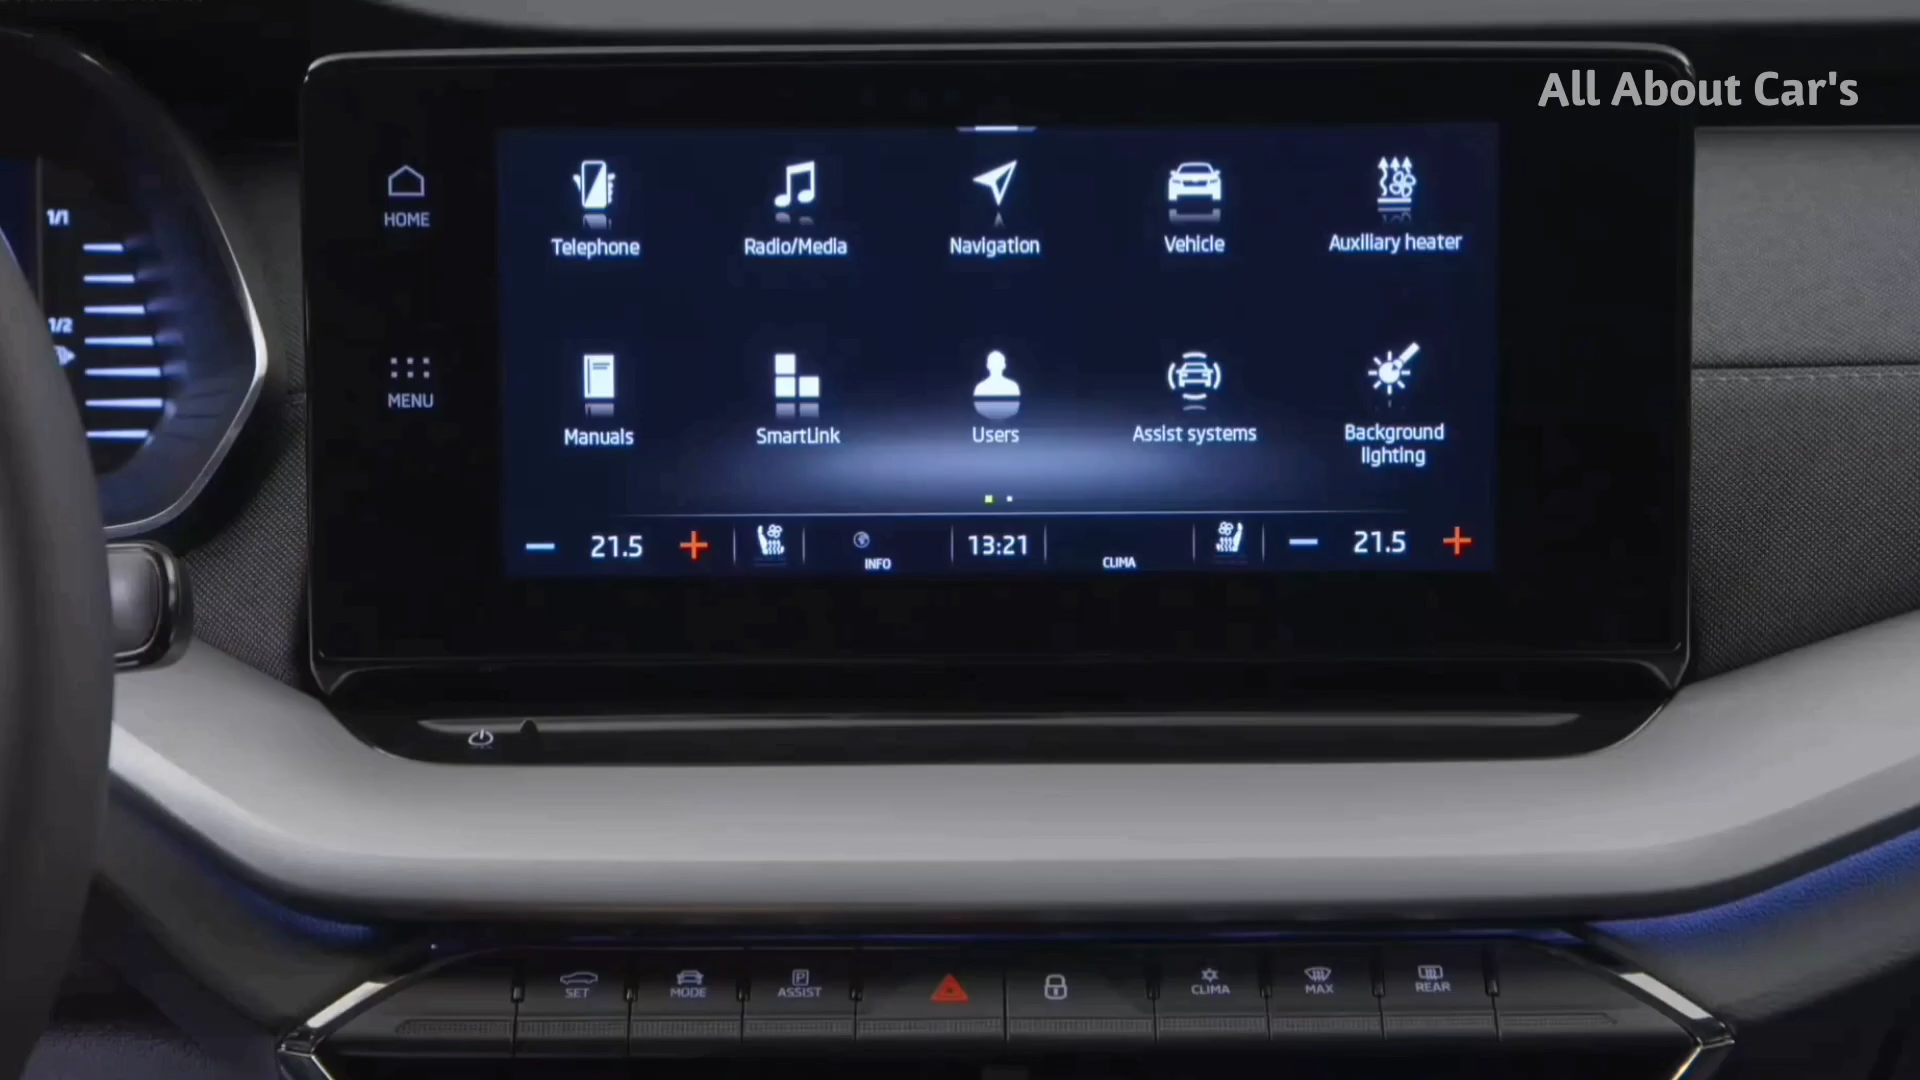 All About Car's
HOME
MENU
1/1
1/2
Telephone
Radio/Media
Navigation
Vehicle
Auxiliary heater
Manuals
SmartLink
Users
Assist systems
Background
lighting
21.5
INFO
13:21
CLIMA
21.5
SET
MODE
P
ASSIST
CLIMA
MAX
REAR